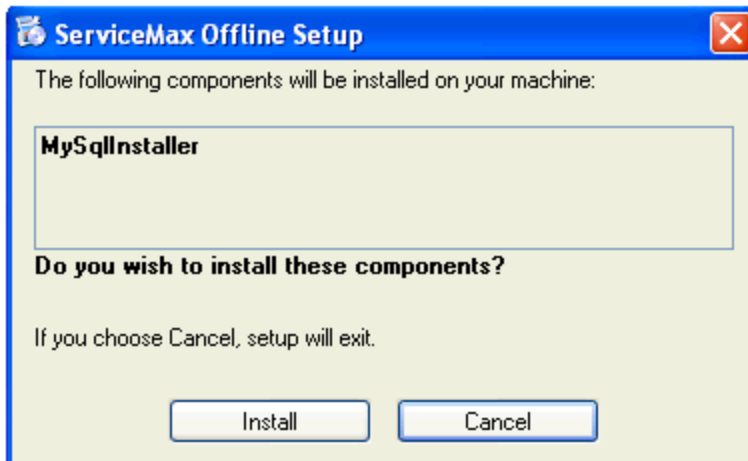 ServiceMax Offline Setup
The following components will be installed on your machine:
MySqlInstaller
Do you wish to install these components?
If you choose Cancel, setup will exit.
Install
Cancel